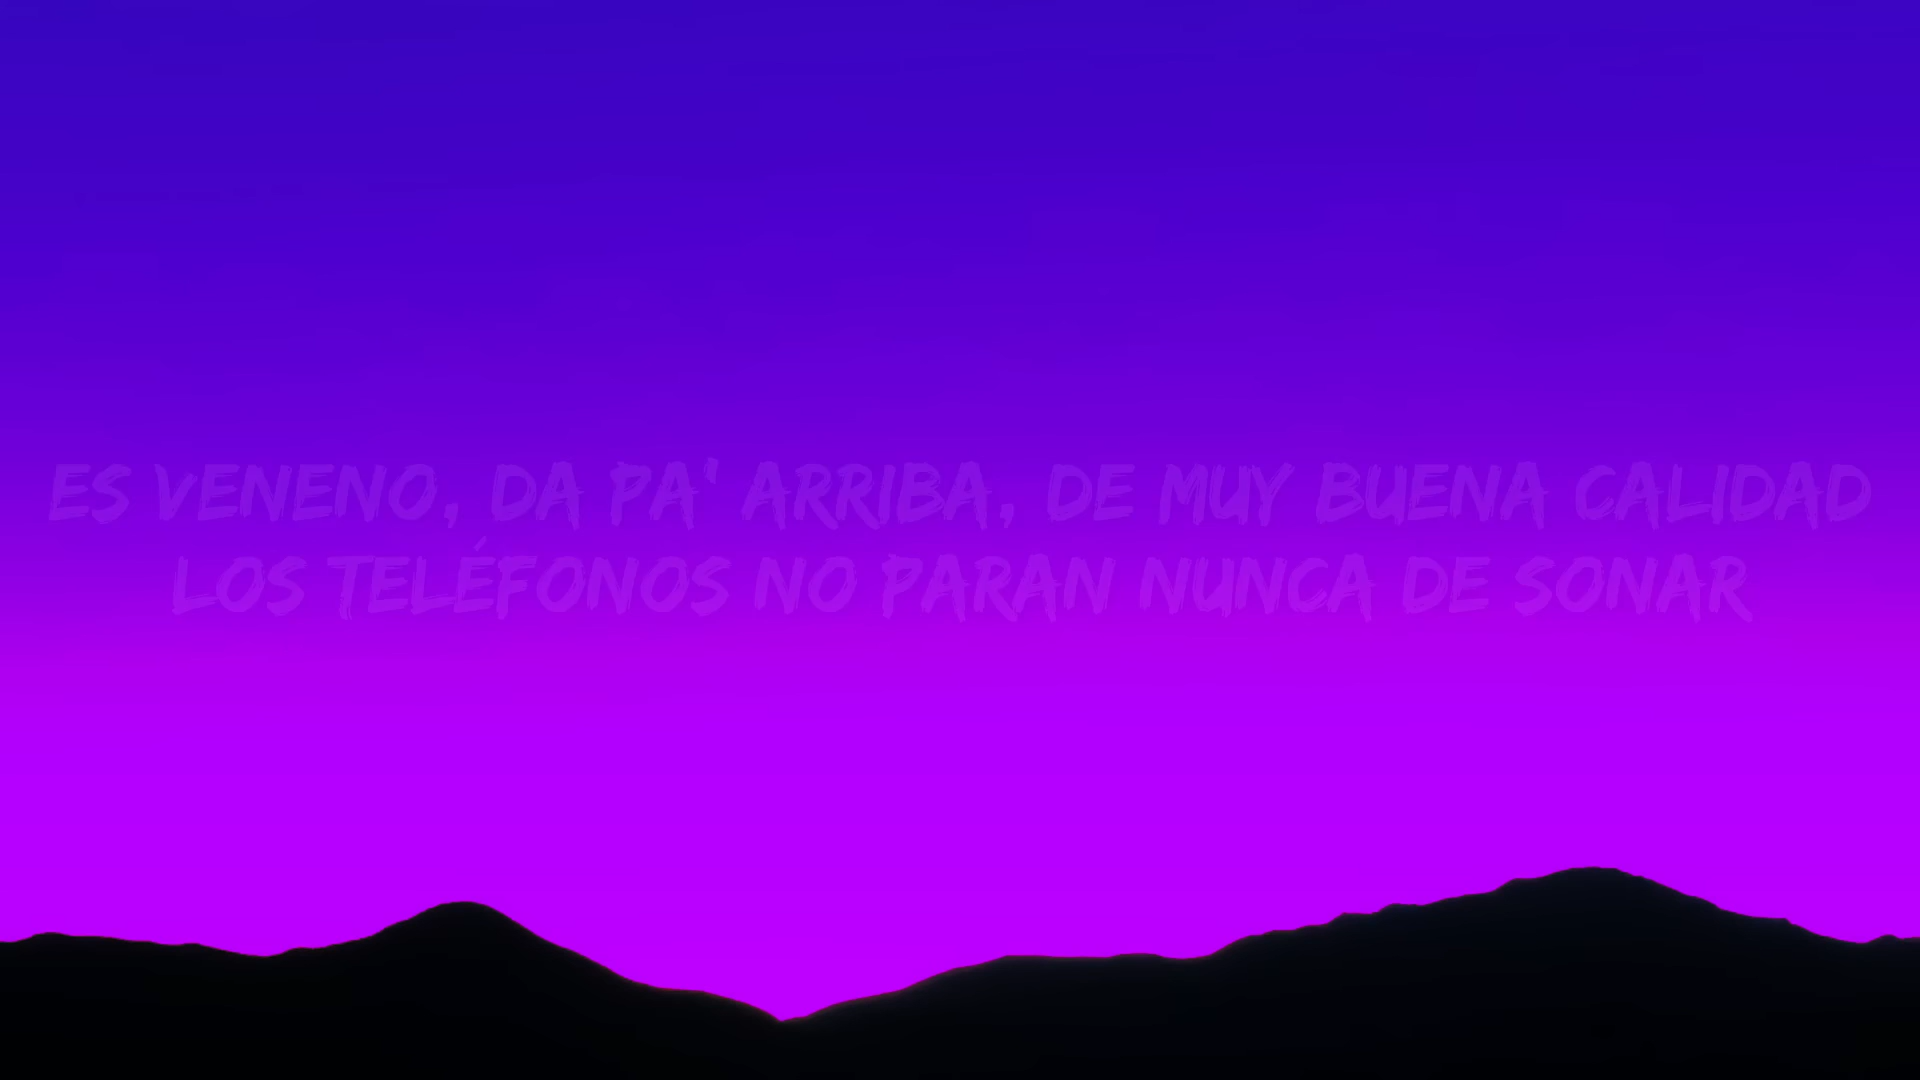 ES VENENO, DA PA' ARRIBA, DE MUY BUENA CALIDAD
LOS TELÉFONOS NO PARAN NUNCA DE SONAR